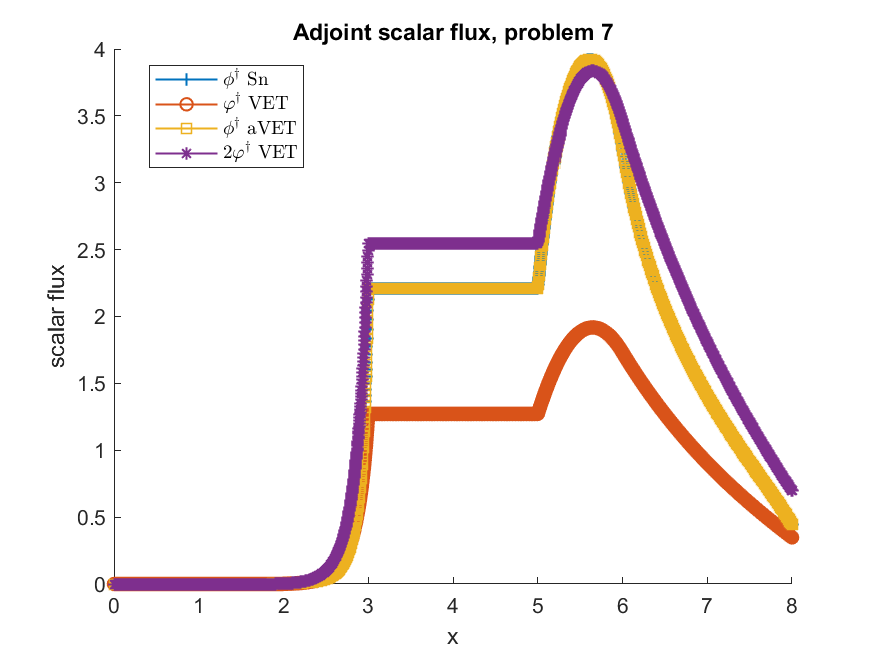 Adjoint scalar flux, problem 7
ϕ† Sn
φ† VET
ϕ† aVET
2φ† VET
scalar flux
4
3.5
3
2.5
2
1.5
1
0.5
0
0 1 2 3 4 5 6 7 8
x